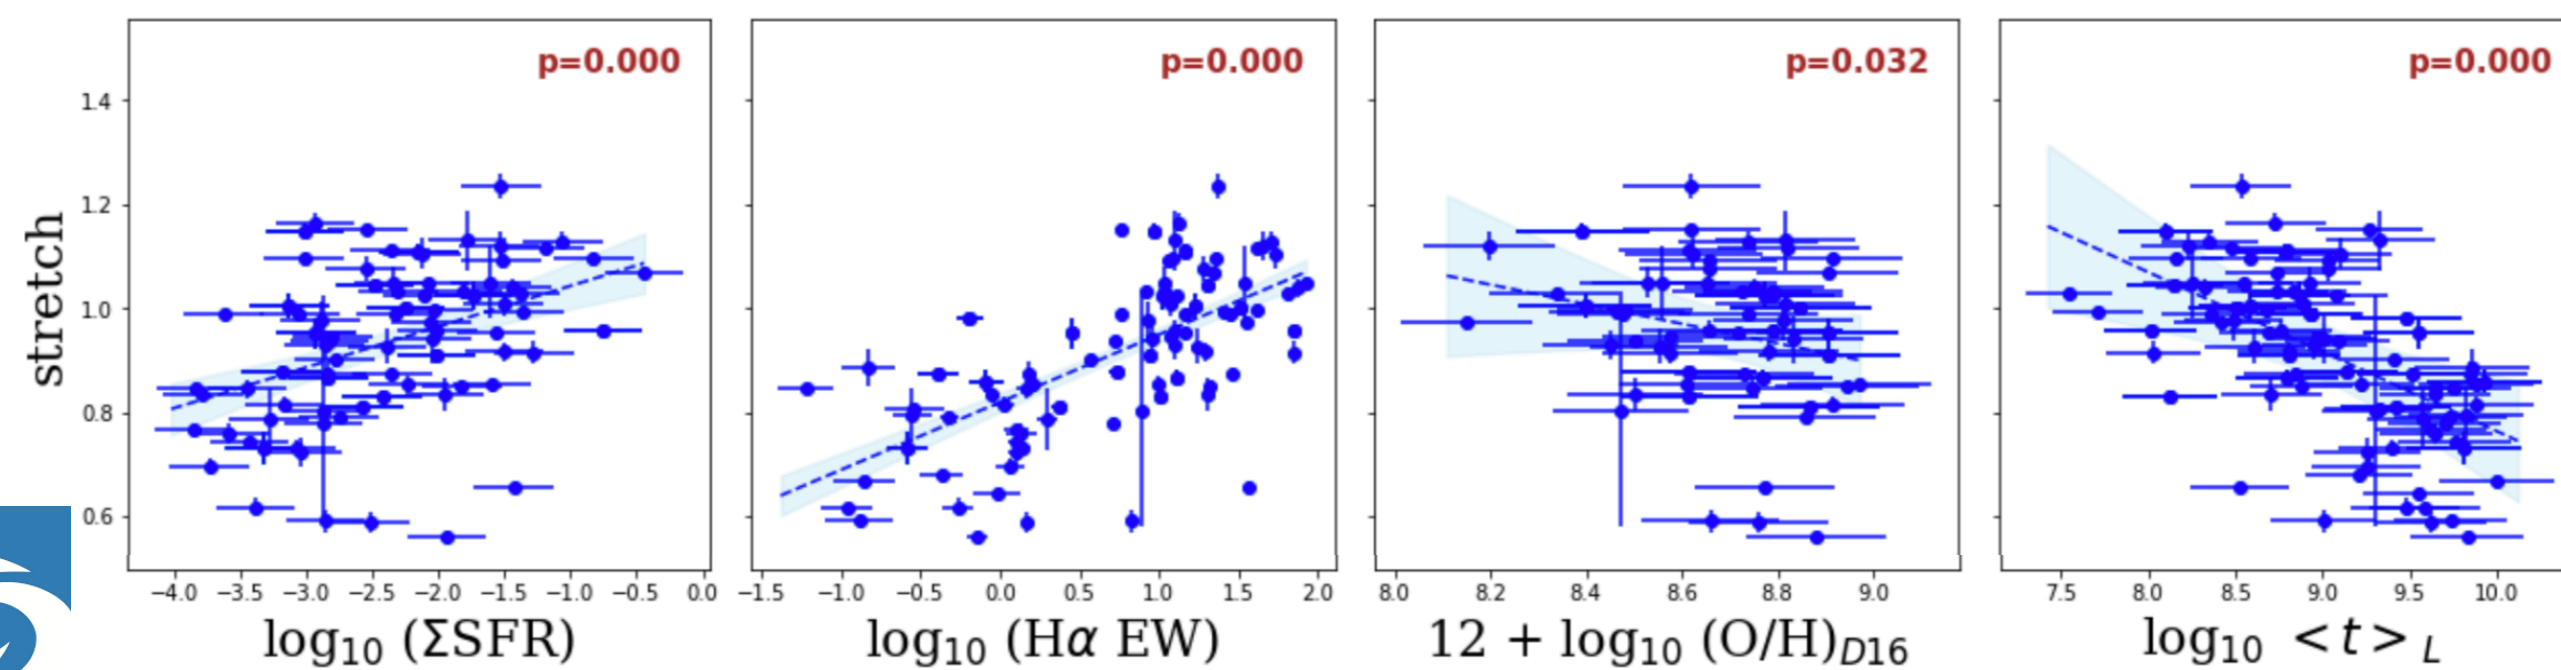 p=0.000 p=0.000 p=0.032 p=0.000
stretch
1.4
1.2
1.0
0.8
0.6
−4.0 −3.5 −3.0 −2.5 −2.0 −1.5 −1.0 −0.5 0.0 −1.5 −1.0 −0.5 0.0 0.5 1.0 1.5 2.0 8.0 8.2 8.4 8.6 8.8 9.0 7.5 8.0 8.5 9.0 9.5 10.0
log₁₀ (ΣSFR) log₁₀ (Hα EW) 12 + log₁₀ (O/H)_D16 log₁₀ <t>_L